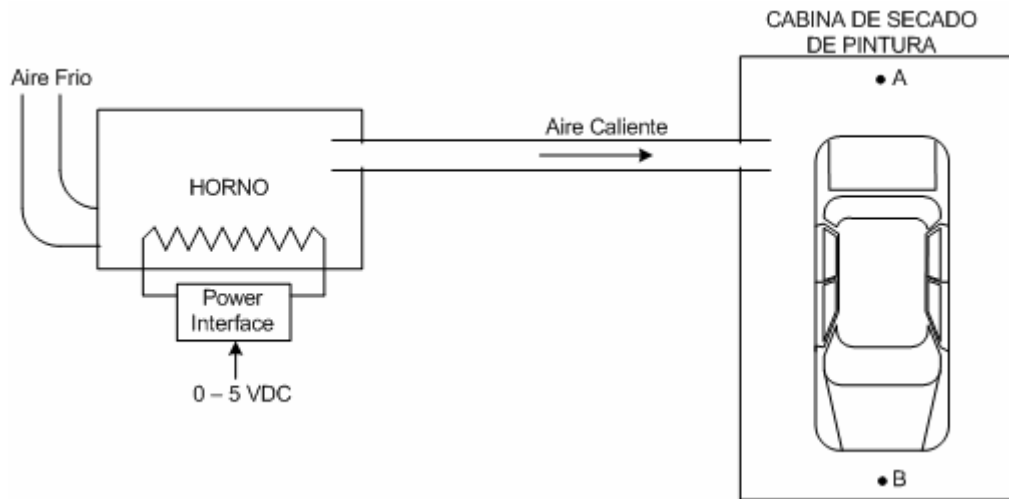 CABINA DE SECADO
DE PINTURA
Aire Frio
A
Aire Caliente
HORNO
Power
Interface
0 – 5 VDC
B